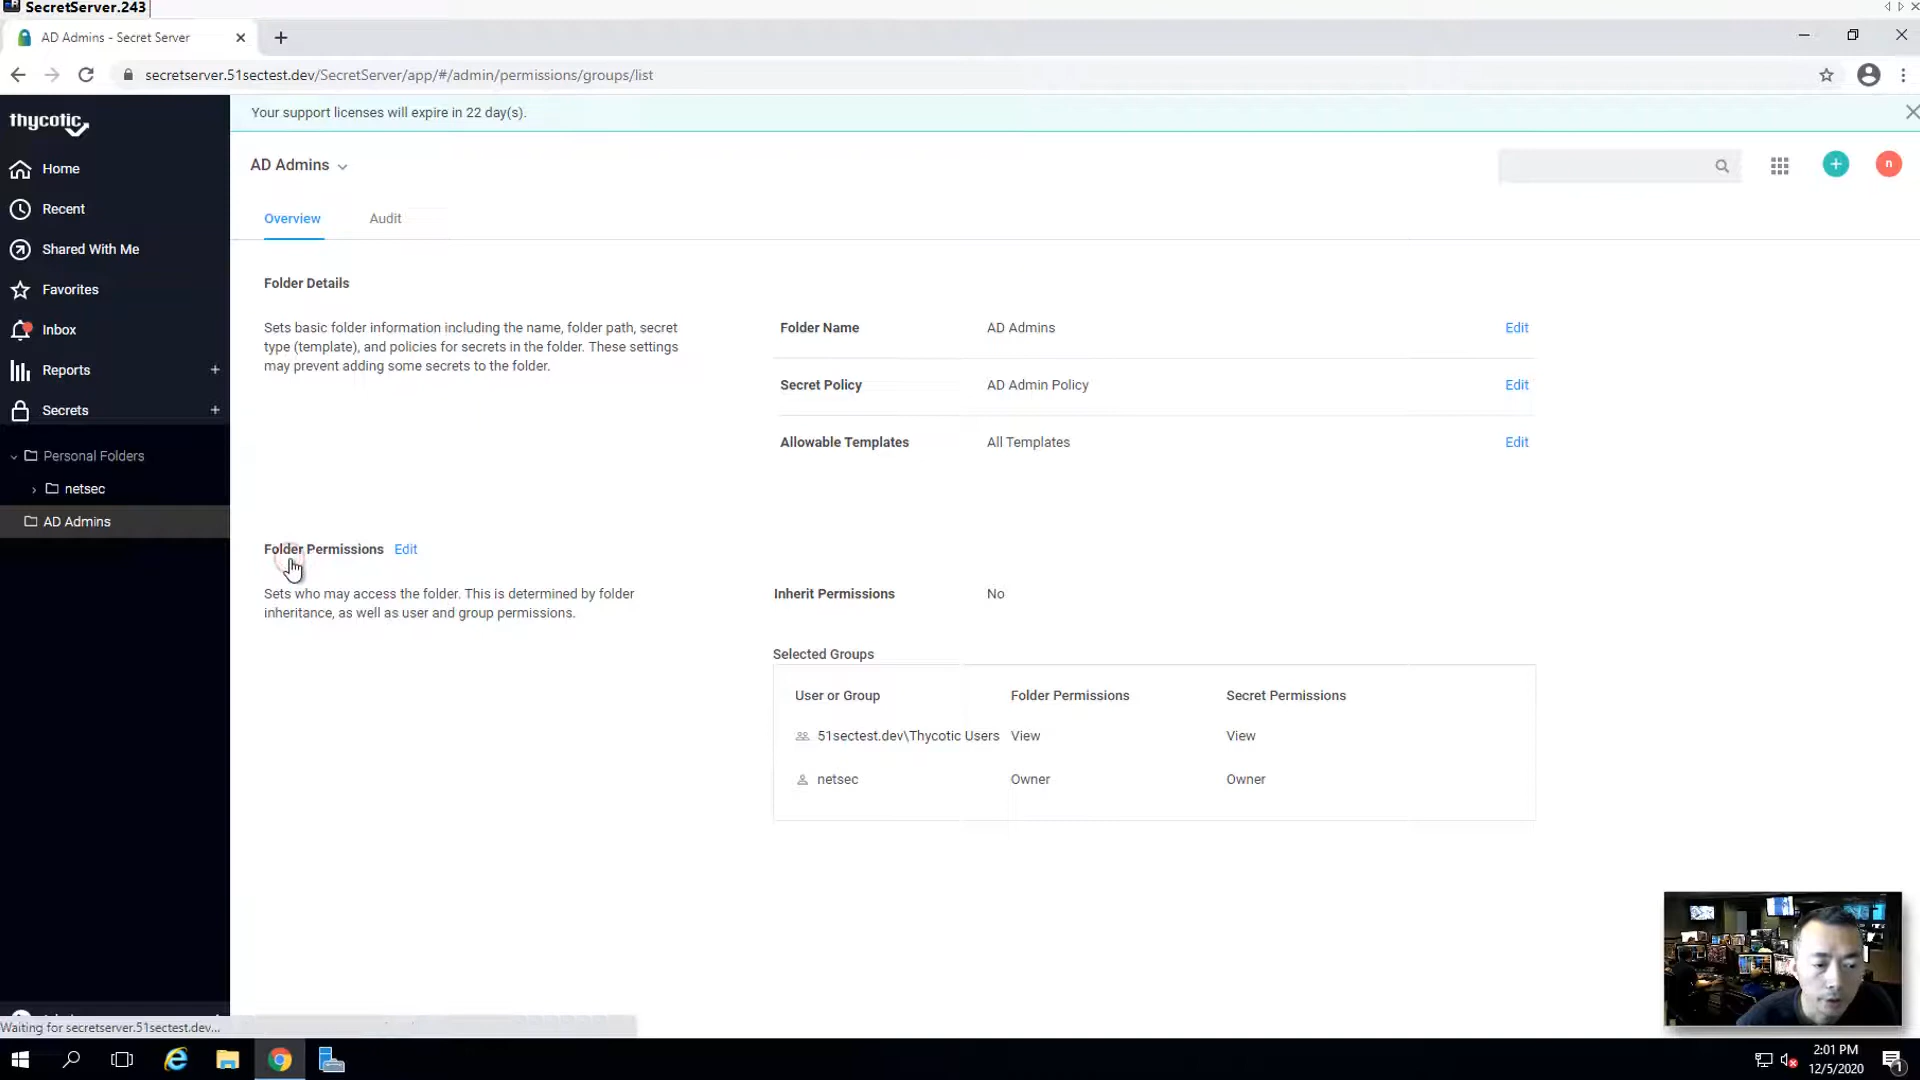 SecretServer.243
AD Admins - Secret Server
secretserver.51sectest.dev/SecretServer/app/#/admin/permissions/groups/list
thycotic
Your support licenses will expire in 22 day(s).
Home
Recent
Shared With Me
Favorites
Inbox
Reports
Secrets
Personal Folders
netsec
AD Admins
AD Admins
n
Overview
Audit
Folder Details
Sets basic folder information including the name, folder path, secret
type (template), and policies for secrets in the folder. These settings
may prevent adding some secrets to the folder.
Folder Name AD Admins Edit
Secret Policy AD Admin Policy Edit
Allowable Templates All Templates Edit
Folder Permissions Edit
Sets who may access the folder. This is determined by folder
inheritance, as well as user and group permissions.
Inherit Permissions No
Selected Groups
User or Group Folder Permissions Secret Permissions
51sectest.dev\Thycotic Users View View
netsec Owner Owner
Waiting for secretserver.51sectest.dev...
2:01 PM
12/5/2020
1